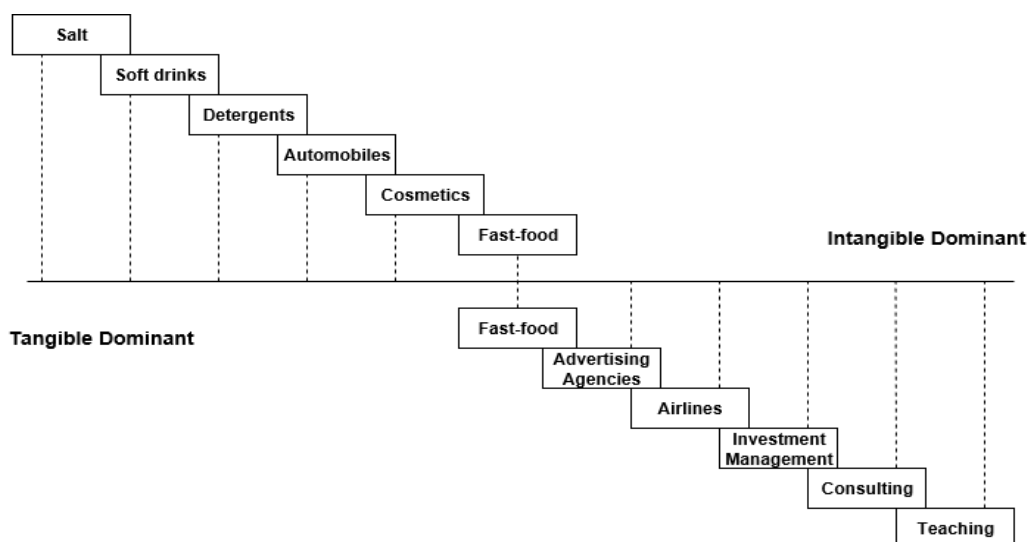 Salt
Soft drinks
Detergents
Automobiles
Cosmetics
Fast-food
Intangible Dominant
Tangible Dominant
Fast-food
Advertising
Agencies
Airlines
Investment
Management
Consulting
Teaching